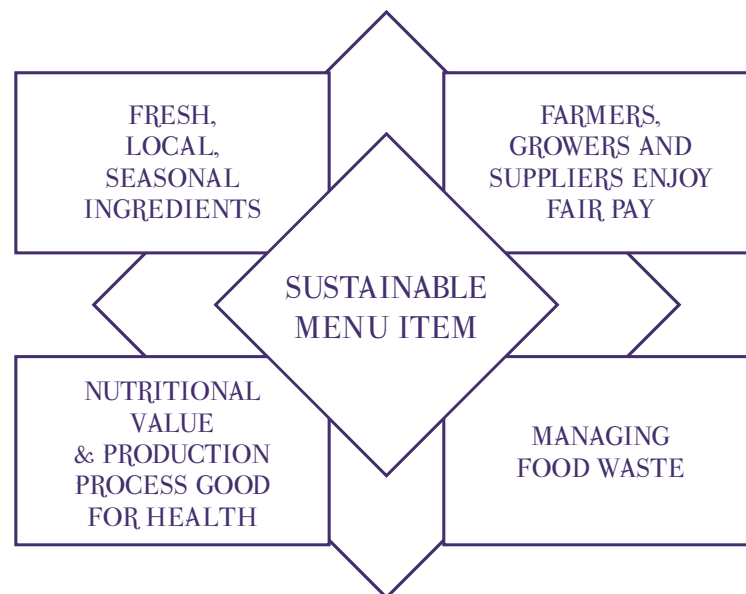 FRESH,
LOCAL,
SEASONAL
INGREDIENTS
FARMERS,
GROWERS AND
SUPPLIERS ENJOY
FAIR PAY
SUSTAINABLE
MENU ITEM
NUTRITIONAL
VALUE
& PRODUCTION
PROCESS GOOD
FOR HEALTH
MANAGING
FOOD WASTE